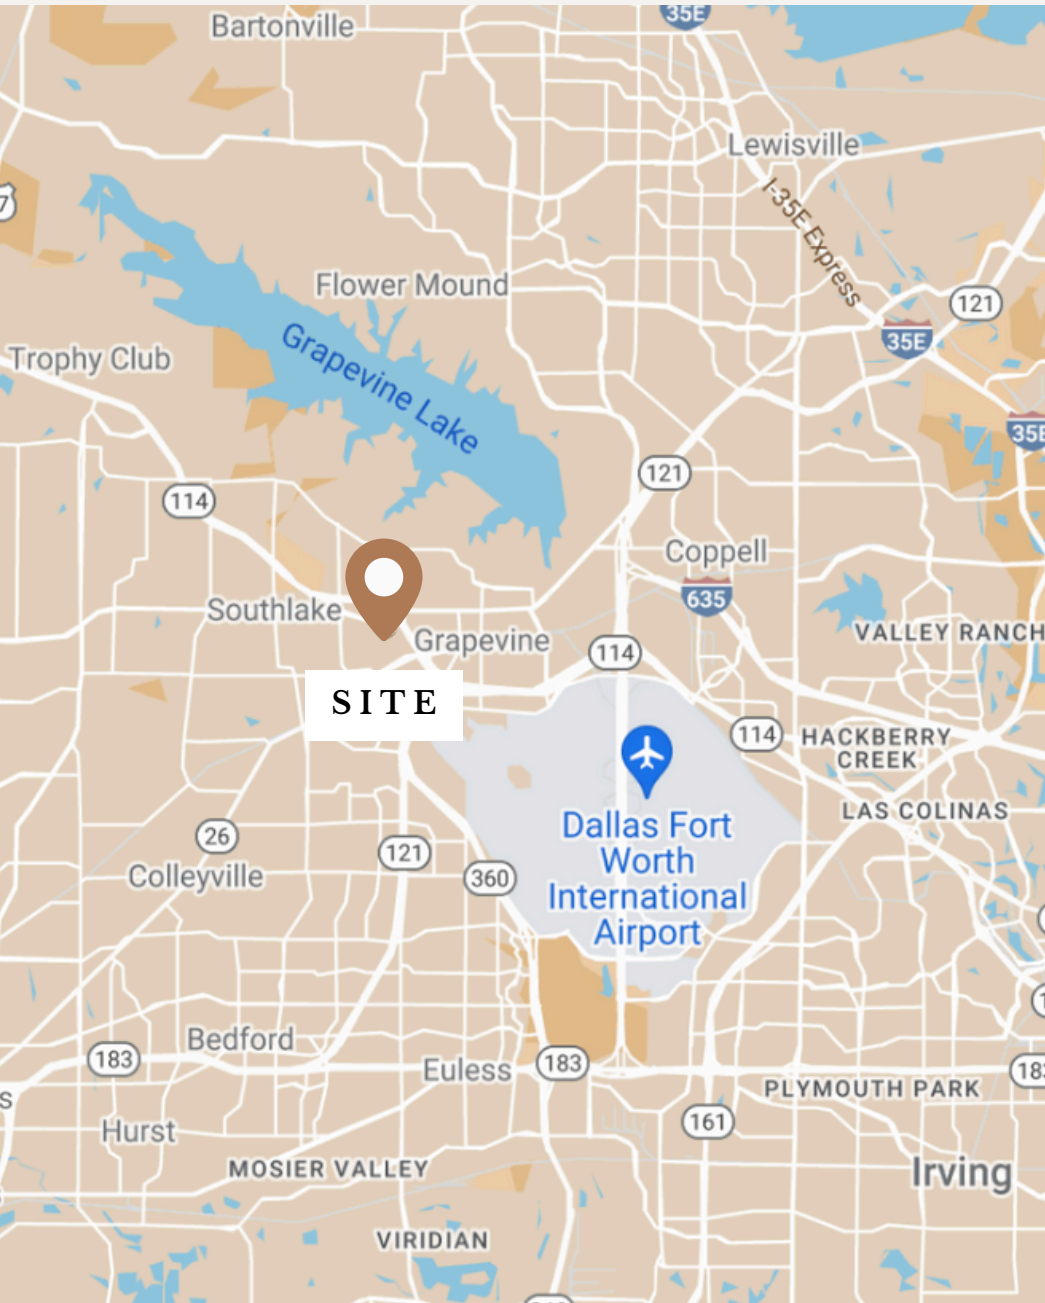 35E
Bartonville
Lewisville
7
I-35E Express
Flower Mound
121
35E
Grapevine Lake
Trophy Club
35E
121
114
Coppell
635
Southlake
Grapevine
VALLEY RANCH
114
SITE
114
HACKBERRY
CREEK
LAS COLINAS
Dallas Fort
Worth
International
Airport
26
121
Colleyville
360
Bedford
183
Euless
183
183
PLYMOUTH PARK
s
161
Hurst
MOSIER VALLEY
Irving
VIRIDIAN